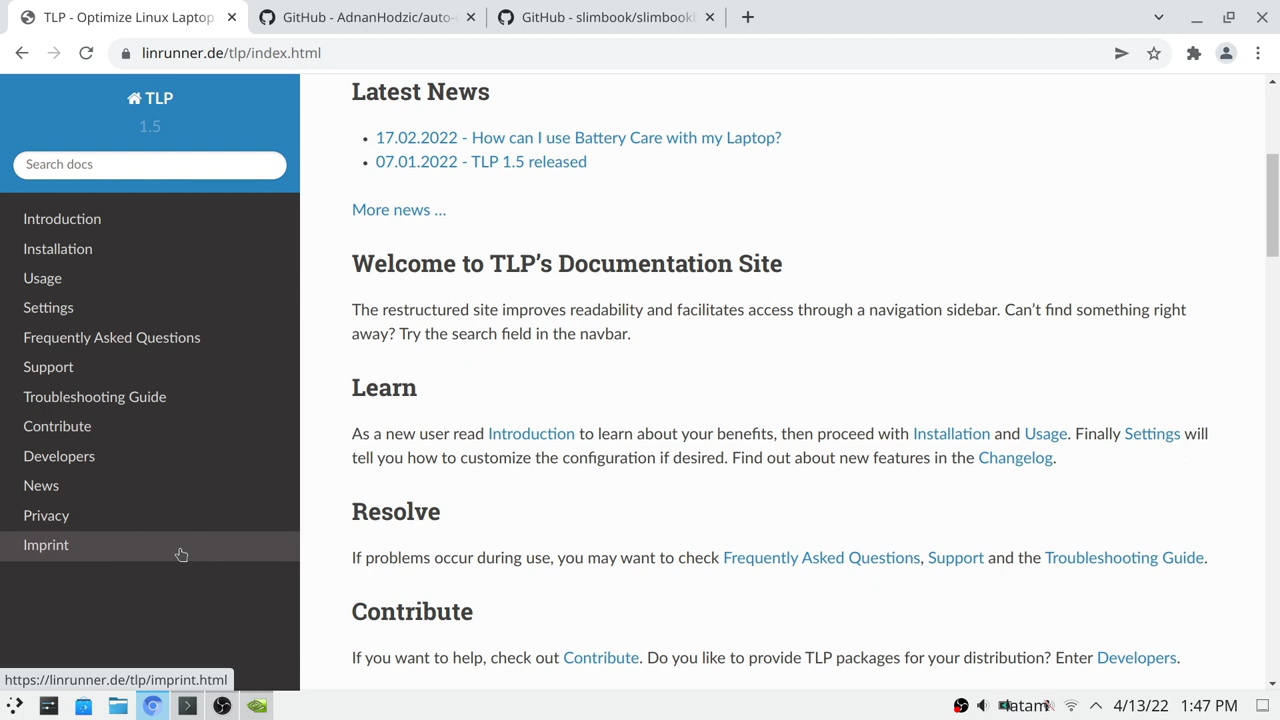 TLP - Optimize Linux Laptop
GitHub - AdnanHodzic/auto-
GitHub - slimbook/slimbook
linrunner.de/tlp/index.html
TLP
1.5
Search docs
Introduction
Installation
Usage
Settings
Frequently Asked Questions
Support
Troubleshooting Guide
Contribute
Developers
News
Privacy
Imprint
https://linrunner.de/tlp/imprint.html
Latest News
17.02.2022 - How can I use Battery Care with my Laptop?
07.01.2022 - TLP 1.5 released
More news ...
Welcome to TLP’s Documentation Site
The restructured site improves readability and facilitates access through a navigation sidebar. Can’t find something right
away? Try the search field in the navbar.
Learn
As a new user read Introduction to learn about your benefits, then proceed with Installation and Usage. Finally Settings will
tell you how to customize the configuration if desired. Find out about new features in the Changelog.
Resolve
If problems occur during use, you may want to check Frequently Asked Questions, Support and the Troubleshooting Guide.
Contribute
If you want to help, check out Contribute. Do you like to provide TLP packages for your distribution? Enter Developers.
latam
4/13/22
1:47 PM